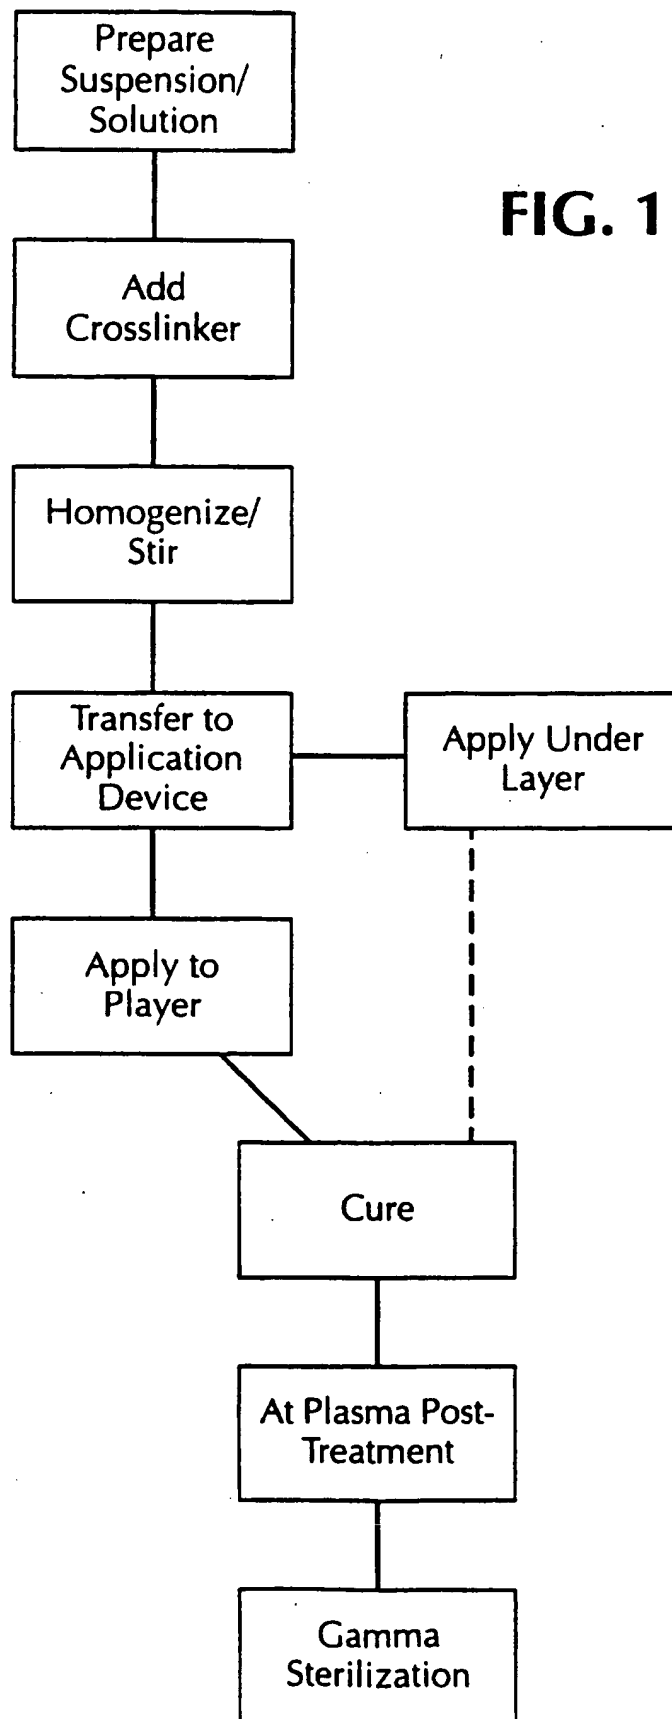 Prepare
Suspension/
Solution
FIG. 1
Add
Crosslinker
Homogenize/
Stir
Transfer to
Application
Device
Apply Under
Layer
Apply to
Player
Cure
At Plasma Post-
Treatment
Gamma
Sterilization